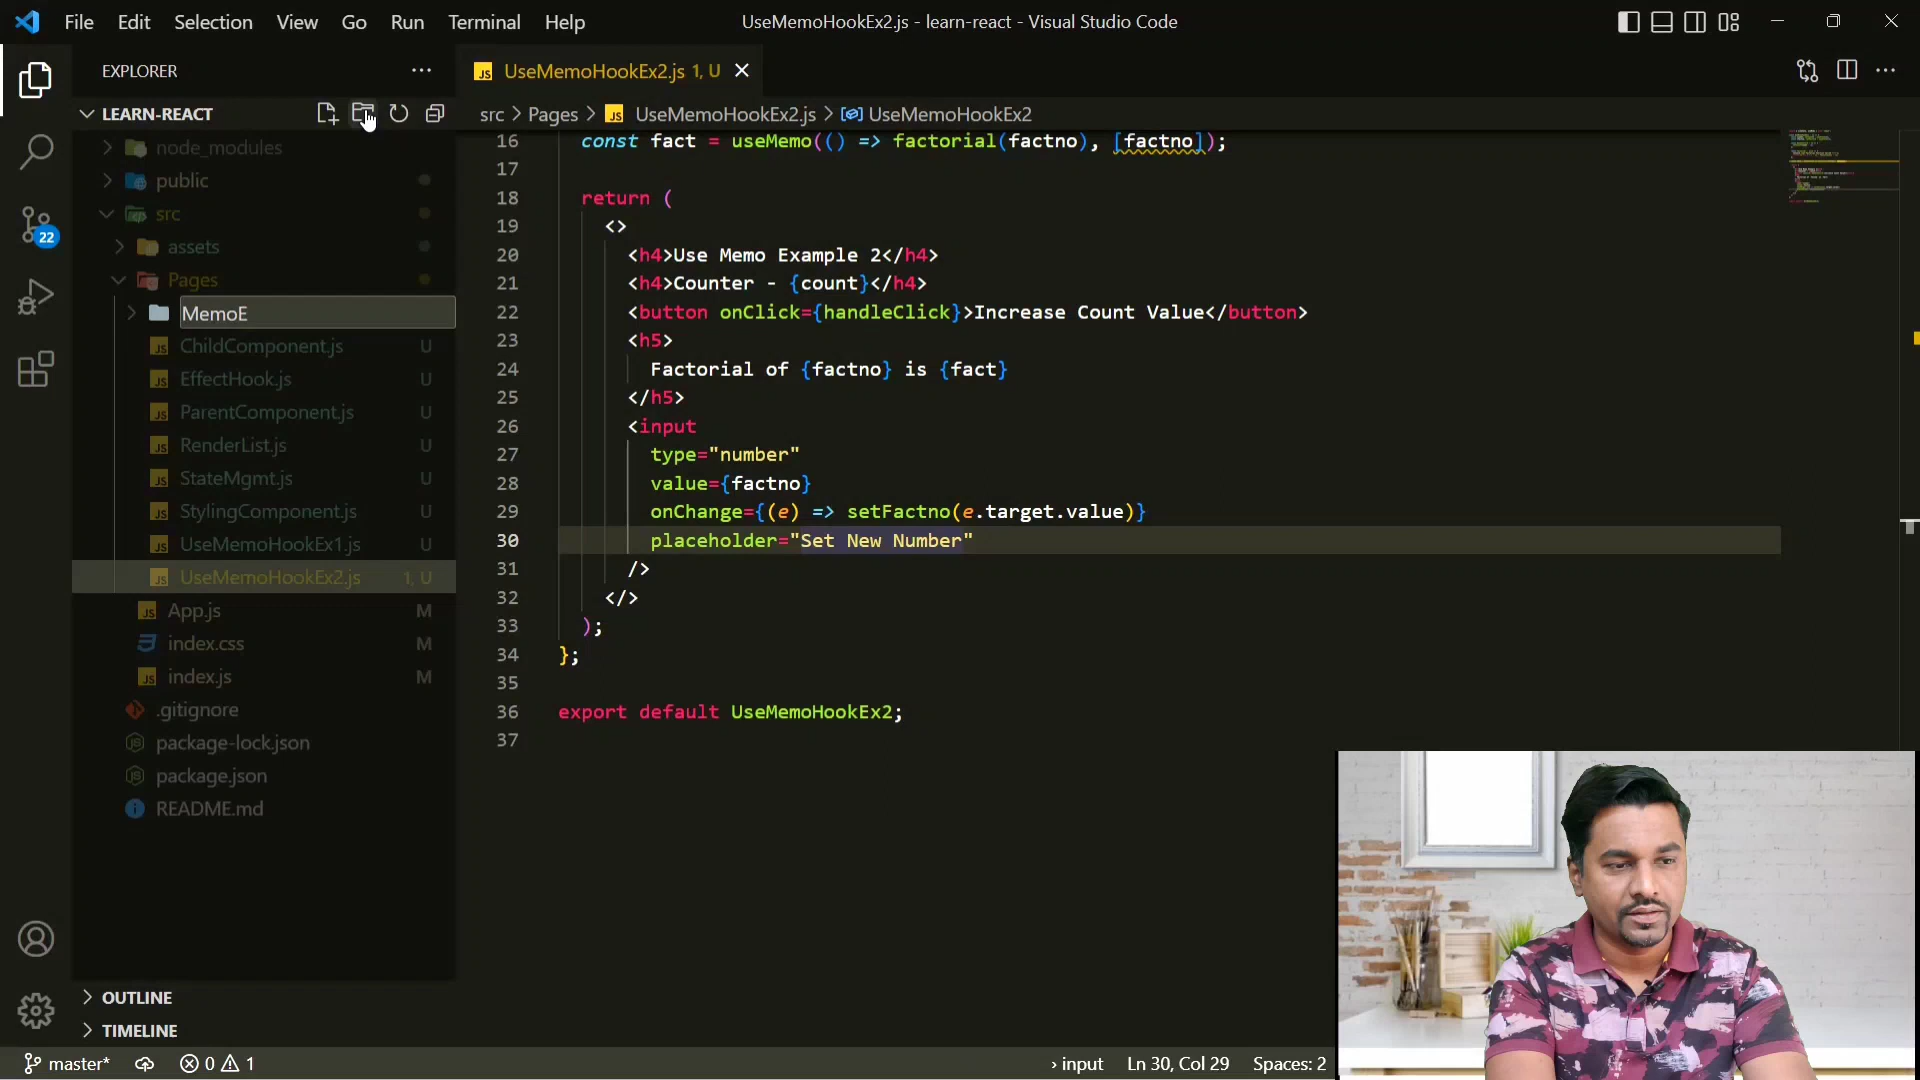 File Edit Selection View Go Run Terminal Help UseMemoHookEx2.js - learn-react - Visual Studio Code
EXPLORER
UseMemoHookEx2.js 1, U
LEARN-REACT
src > Pages > UseMemoHookEx2.js > UseMemoHookEx2
node_modules
public
src
assets
Pages
MemoE
ChildComponent.js U
EffectHook.js U
ParentComponent.js U
RenderList.js U
StateMgmt.js U
StylingComponent.js U
UseMemoHookEx1.js U
UseMemoHookEx2.js 1, U
App.js M
index.css M
index.js M
.gitignore
package-lock.json
package.json
README.md
OUTLINE
TIMELINE
22
16 const fact = useMemo(() => factorial(factno), [factno]);
17
18 return (
19 <>
20 <h4>Use Memo Example 2</h4>
21 <h4>Counter - {count}</h4>
22 <button onClick={handleClick}>Increase Count Value</button>
23 <h5>
24 Factorial of {factno} is {fact}
25 </h5>
26 <input
27 type="number"
28 value={factno}
29 onChange={(e) => setFactno(e.target.value)}
30 placeholder="Set New Number"
31 />
32 </>
33 );
34 };
35
36 export default UseMemoHookEx2;
37
master* 0 1 > input Ln 30, Col 29 Spaces: 2